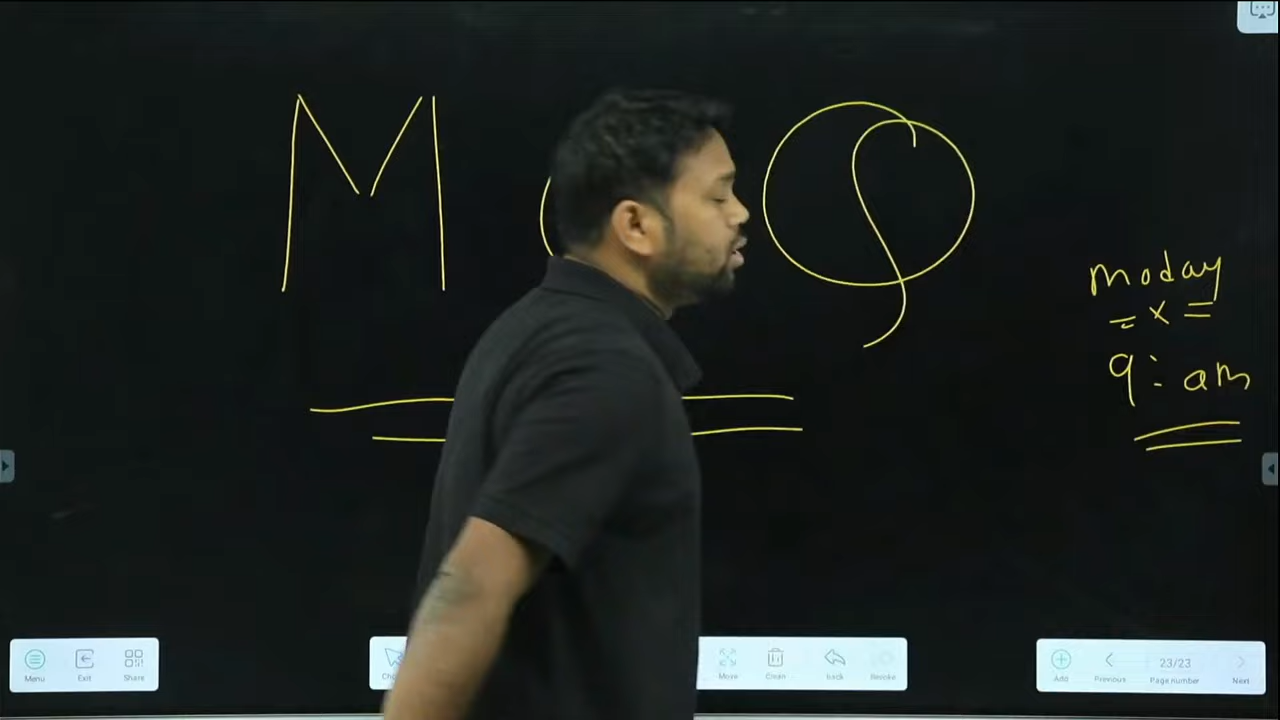 M
moday
= x =
9: am
Menu
Exit
Share
Move
Clean
back
Revoke
Add
Previous
23/23
Page number
Next